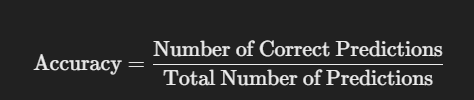 Accuracy = Number of Correct Predictions
Total Number of Predictions